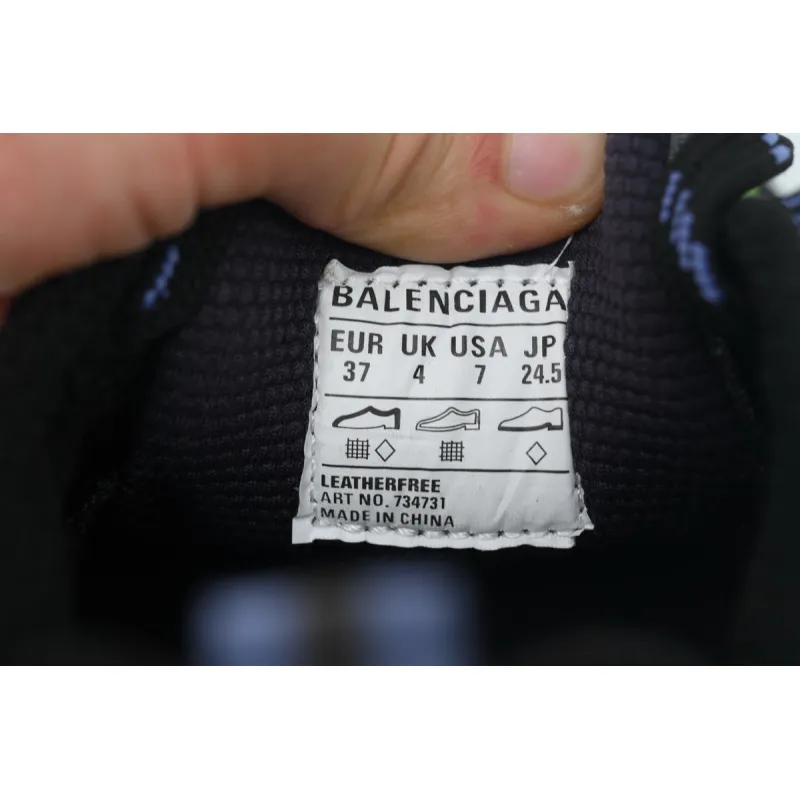 BALENCIAGA
EUR UK USA JP
37 4 7 24.5
LEATHERFREE
ART NO. 734731
MADE IN CHINA